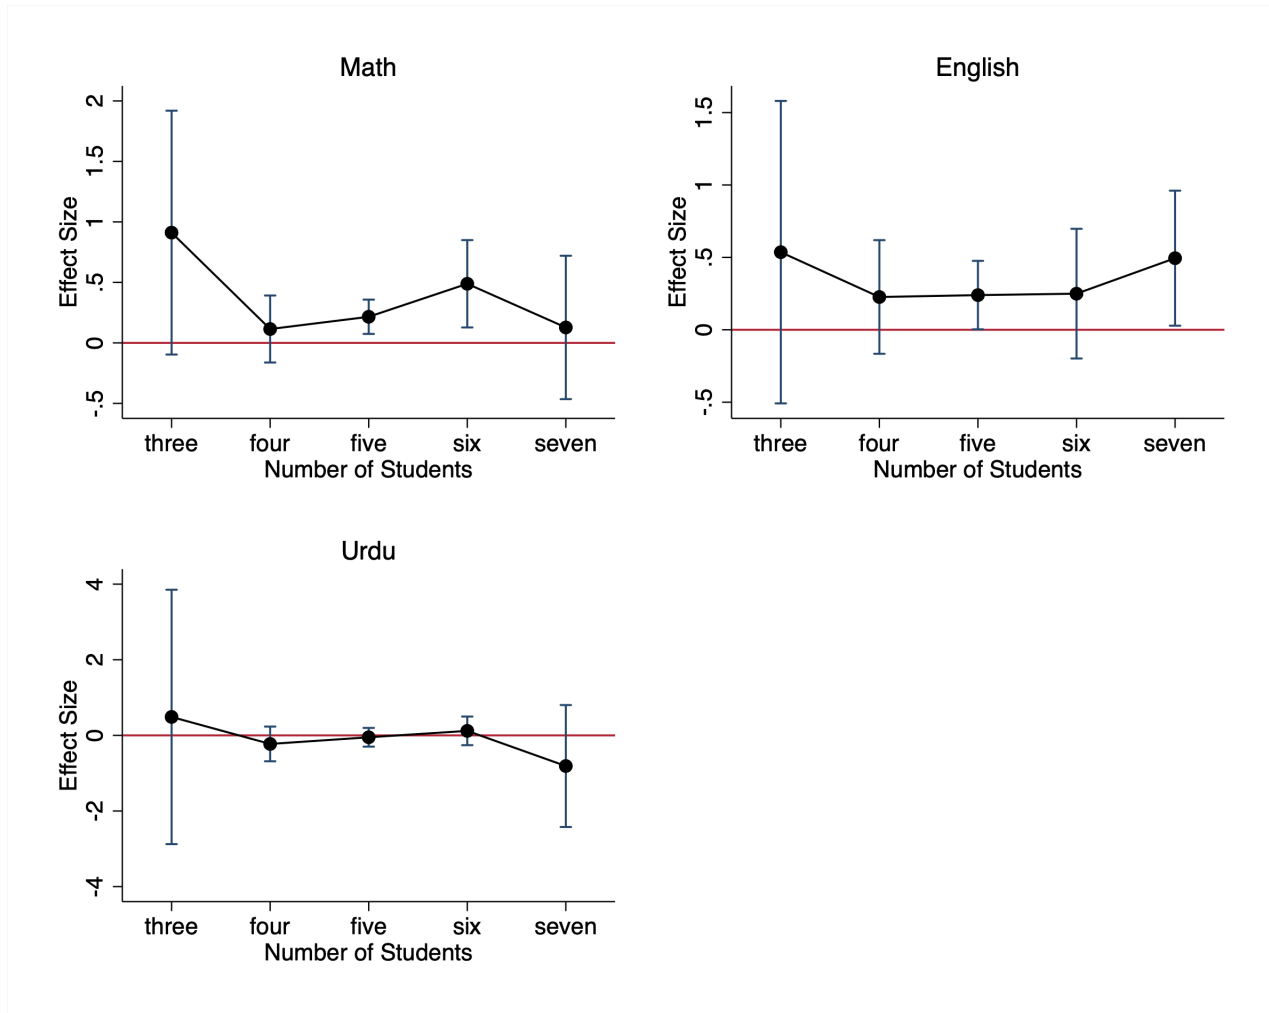 Math
Effect Size
2
1.5
1
.5
0
-.5
three four five six seven
Number of Students
English
Effect Size
1.5
1
.5
0
-.5
three four five six seven
Number of Students
Urdu
Effect Size
4
2
0
-2
-4
three four five six seven
Number of Students